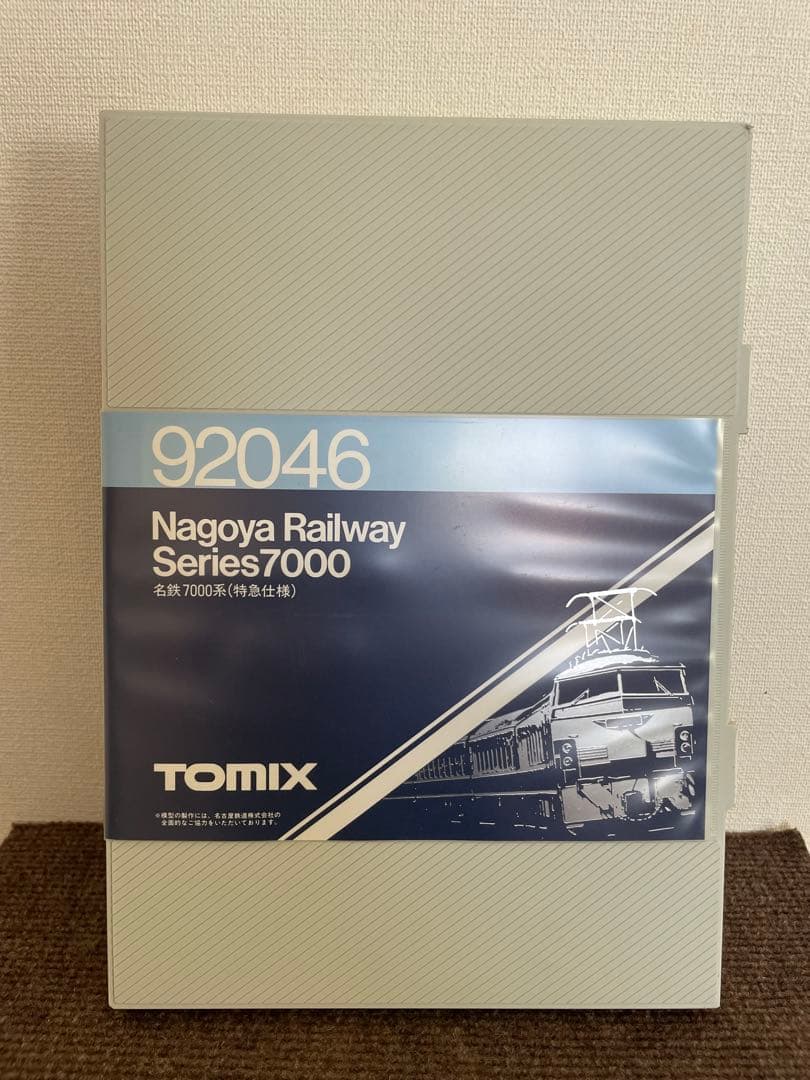 92046
Nagoya Railway
Series7000
名鉄7000系(特急仕様)
TOMIX
※模型の製作には、名古屋鉄道株式会社の
全面的なご協力をいただいております。